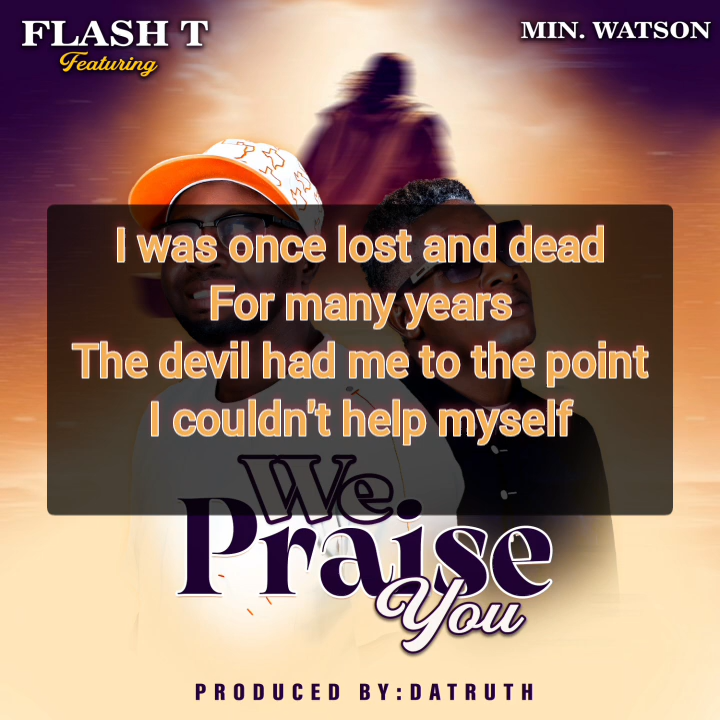 FLASH T
Featuring
MIN. WATSON
I was once lost and dead
For many years
The devil had me to the point
I couldn't help myself
We
Praise
You
PRODUCED BY:DATRUTH